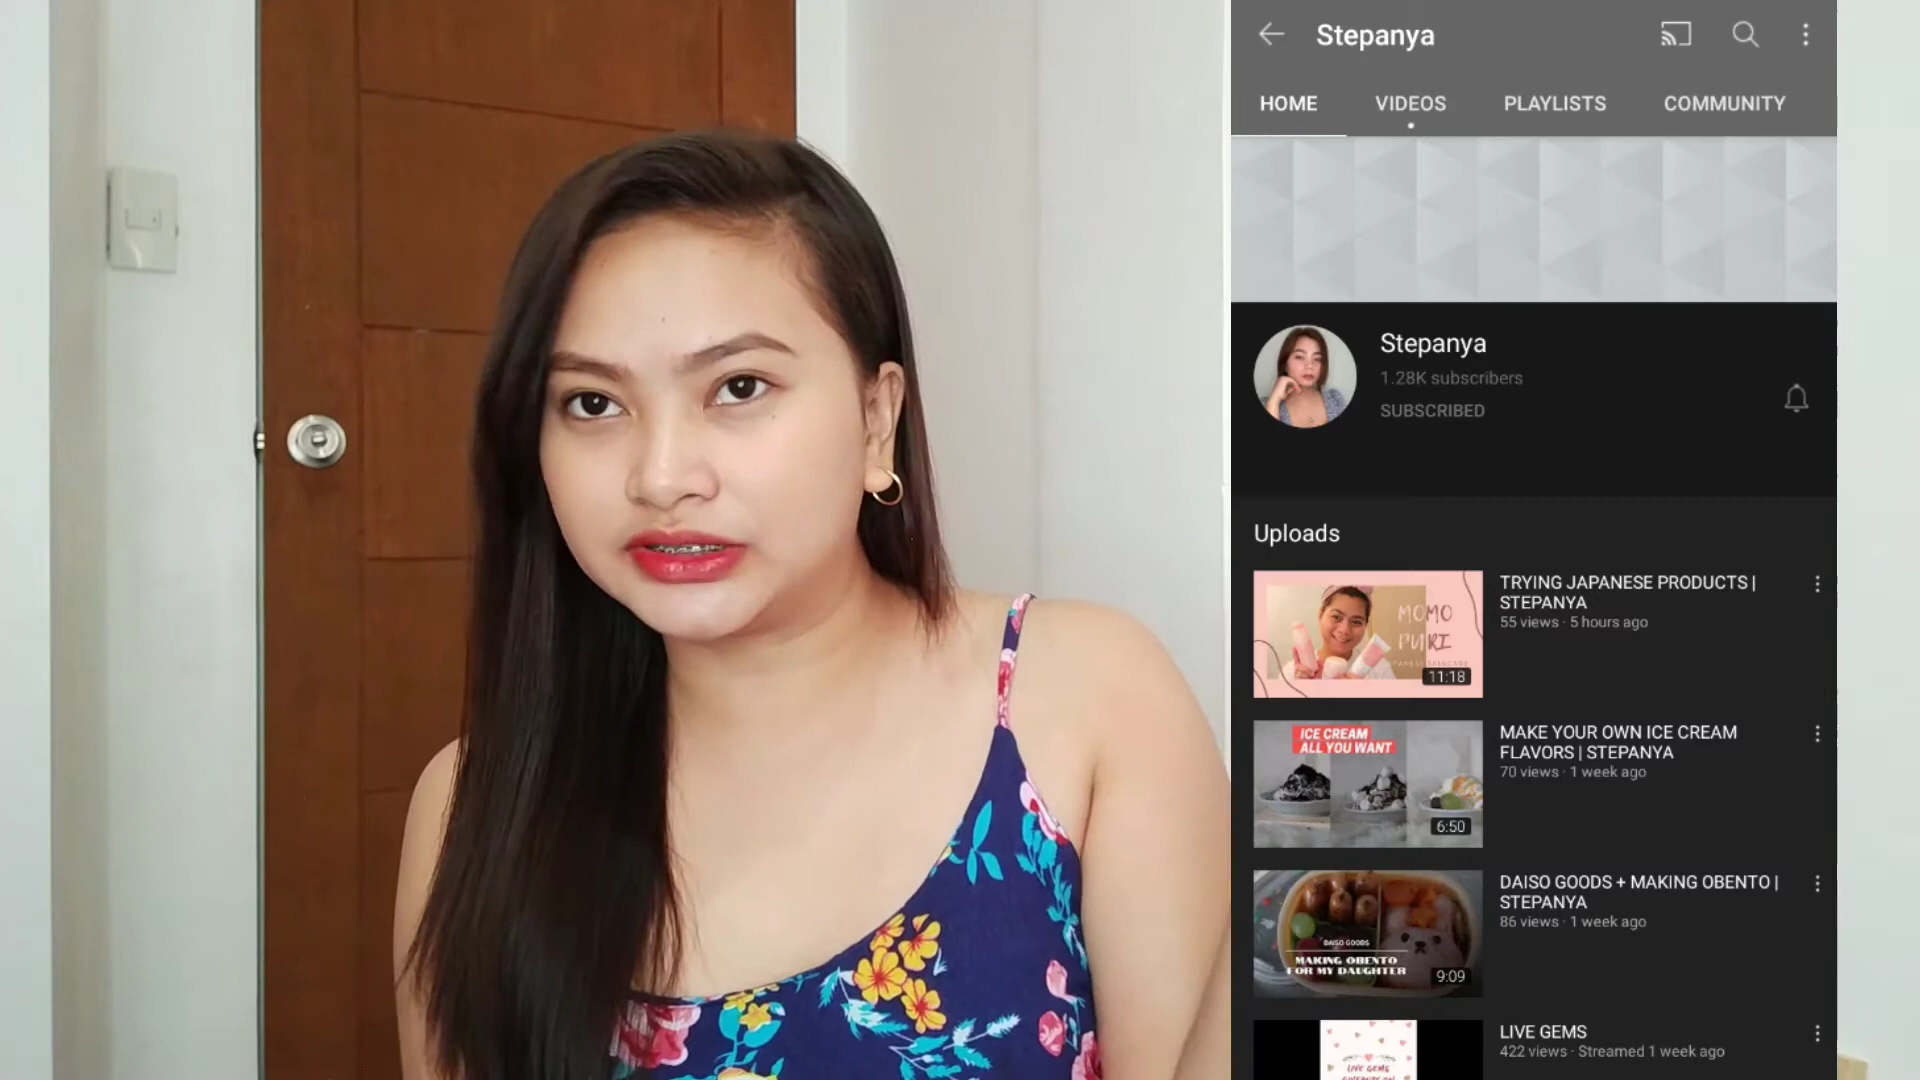 Stepanya
HOME VIDEOS PLAYLISTS COMMUNITY
Stepanya
1.28K subscribers
SUBSCRIBED
Uploads
MOMO
PURI
11:18
TRYING JAPANESE PRODUCTS |
STEPANYA
55 views · 5 hours ago
ICE CREAM
ALL YOU WANT
6:50
MAKE YOUR OWN ICE CREAM
FLAVORS | STEPANYA
70 views · 1 week ago
DAISO GOODS
MAKING OBENTO
FOR MY DAUGHTER
9:09
DAISO GOODS + MAKING OBENTO |
STEPANYA
86 views · 1 week ago
LIVE GEMS
LIVE GEMS
422 views · Streamed 1 week ago